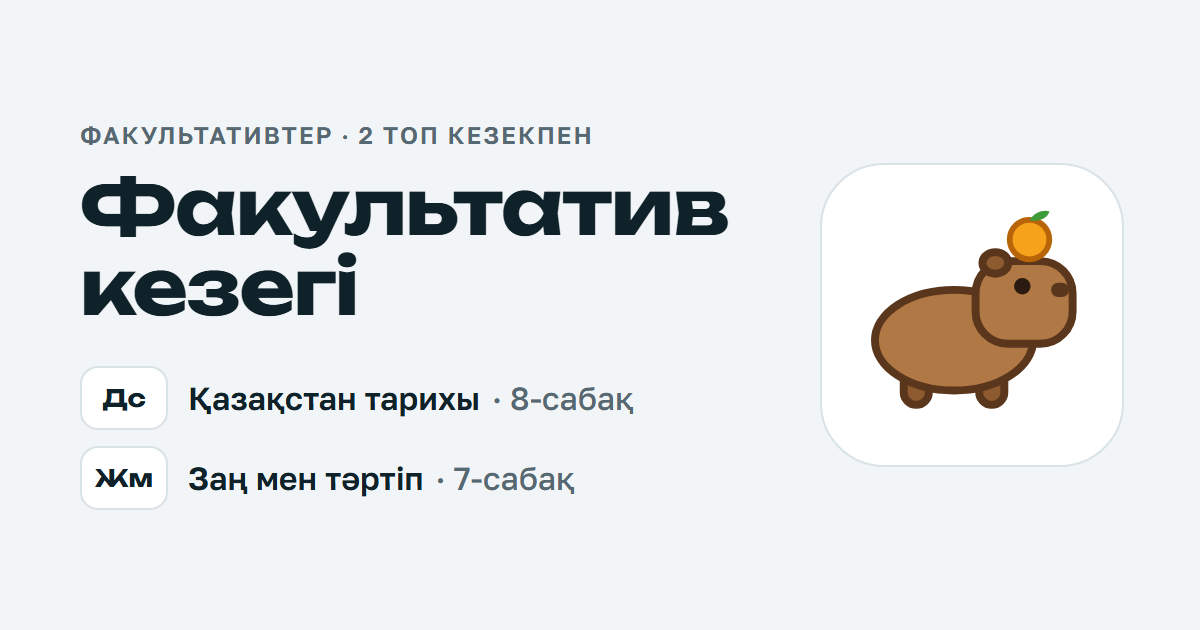 ФАКУЛЬТАТИВТЕР · 2 ТОП КЕЗЕКПЕН
Факультатив
кезегі
Дс Қазақстан тарихы · 8-сабақ
Жм Заң мен тәртіп · 7-сабақ